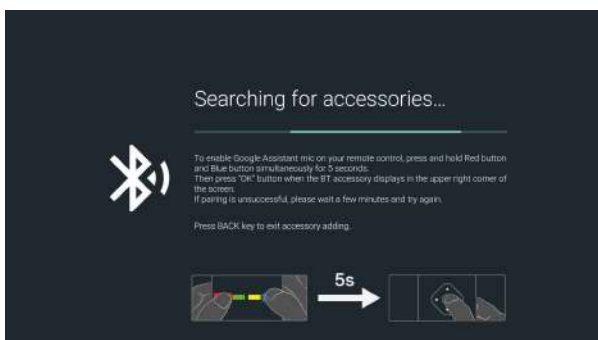 Searching for accessories...
To enable Google Assistant mic on your remote control, press and hold Red button
and Blue button simultaneously for 5 seconds.
Then press "OK" button when the BT accessory displays in the upper right corner of
the screen.
If pairing is unsuccessful, please wait a few minutes and try again.
Press BACK key to exit accessory adding.
5s